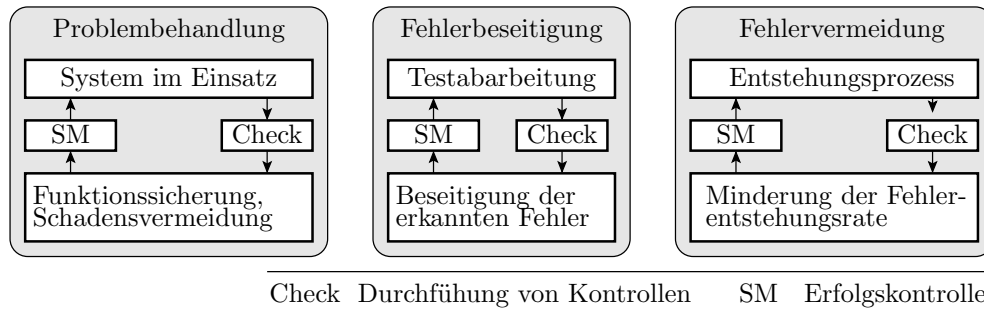 Problembehandlung
System im Einsatz
SM
Check
Funktionssicherung,
Schadensvermeidung
Fehlerbeseitigung
Testabarbeitung
SM
Check
Beseitigung der
erkannten Fehler
Fehlervermeidung
Entstehungsprozess
SM
Check
Minderung der Fehler-
entstehungsrate
Check Durchführung von Kontrollen
SM Erfolgskontrolle